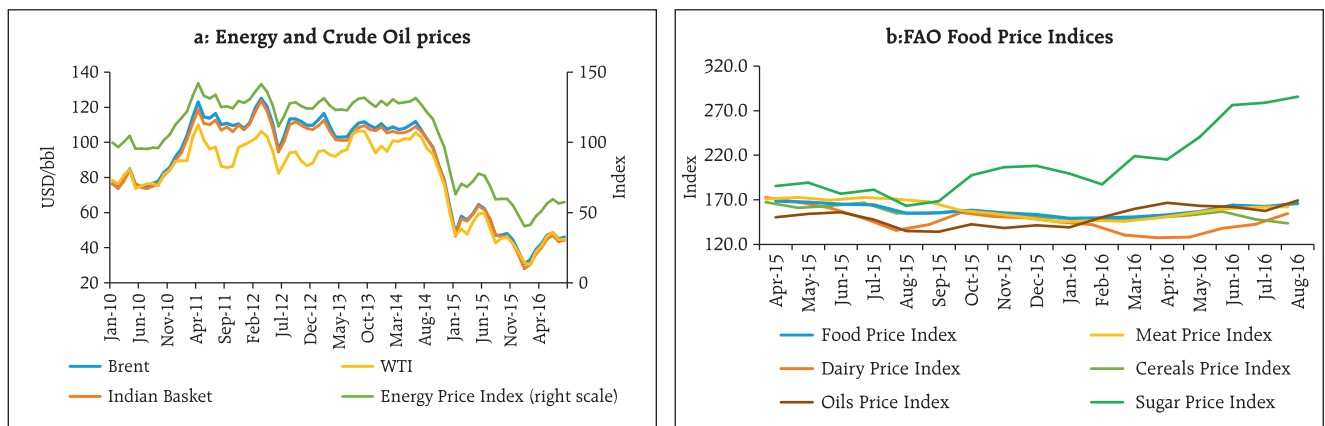 a: Energy and Crude Oil prices
140
120
100
80
60
40
20
USD/bbl
150
100
50
0
Index
Jan-10
Jun-10
Nov-10
Apr-11
Sep-11
Feb-12
Jul-12
Dec-12
May-13
Oct-13
Mar-14
Aug-14
Jan-15
Jun-15
Nov-15
Apr-16
Brent
WTI
Indian Basket
Energy Price Index (right scale)
b:FAO Food Price Indices
320.0
270.0
220.0
170.0
120.0
Index
Apr-15
May-15
Jun-15
Jul-15
Aug-15
Sep-15
Oct-15
Nov-15
Dec-15
Jan-16
Feb-16
Mar-16
Apr-16
May-16
Jun-16
Jul-16
Aug-16
Food Price Index
Meat Price Index
Dairy Price Index
Cereals Price Index
Oils Price Index
Sugar Price Index